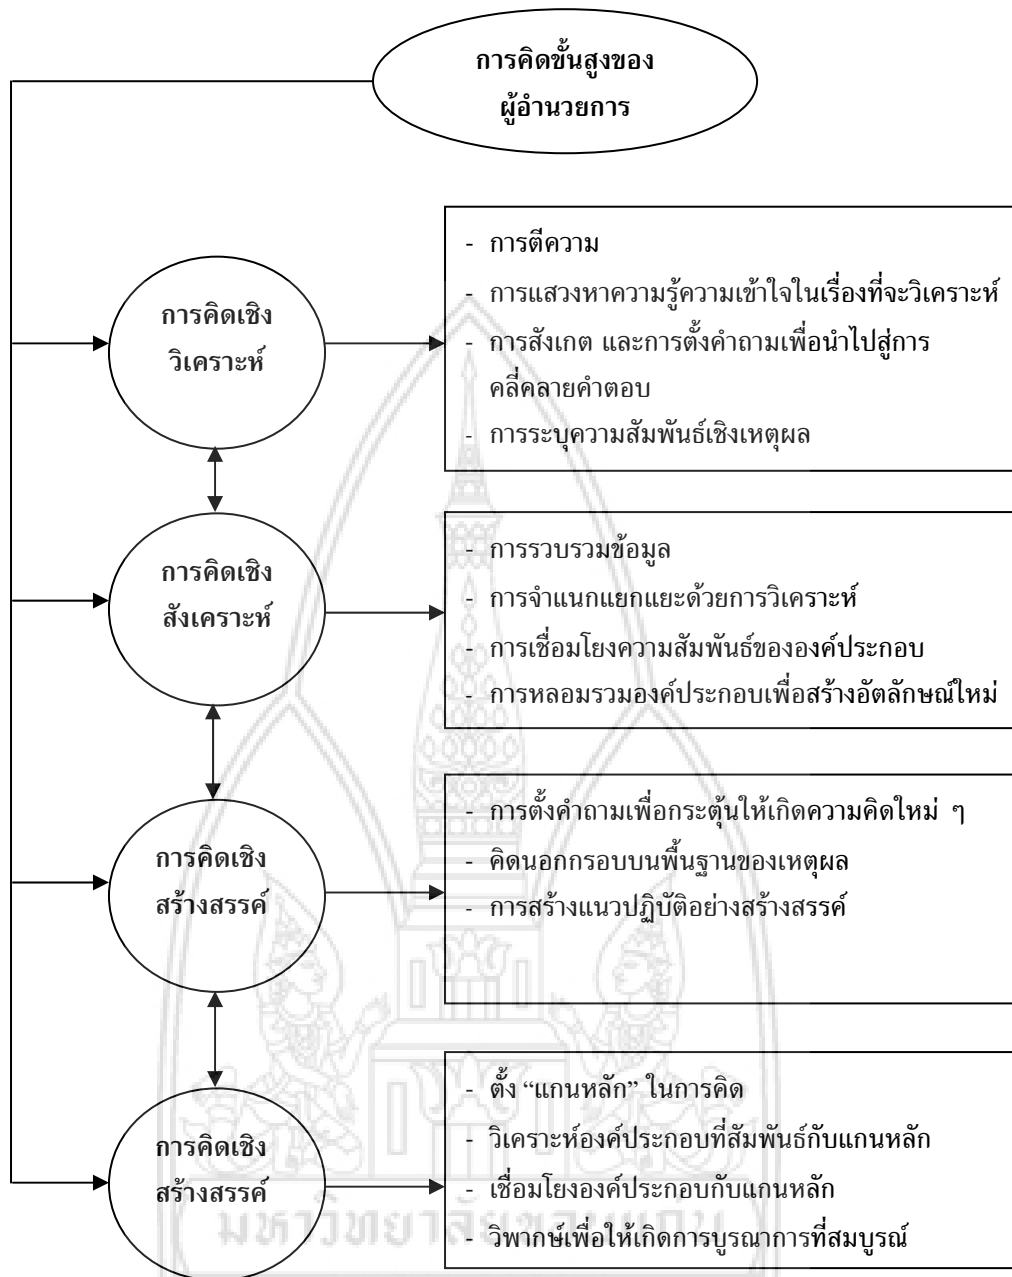 การคิดขั้นสูงของ
ผู้อำนวยการ
การคิดเชิง
วิเคราะห์
- การตีความ
- การแสวงหาความรู้ความเข้าใจในเรื่องที่จะวิเคราะห์
- การสังเกต และการตั้งคำถามเพื่อนำไปสู่การ
คลี่คลายคำตอบ
- การระบุความสัมพันธ์เชิงเหตุผล
การคิดเชิง
สังเคราะห์
- การรวบรวมข้อมูล
- การจำแนกแยกแยะด้วยการวิเคราะห์
- การเชื่อมโยงความสัมพันธ์ขององค์ประกอบ
- การหลอมรวมองค์ประกอบเพื่อสร้างอัตลักษณ์ใหม่
การคิดเชิง
สร้างสรรค์
- การตั้งคำถามเพื่อกระตุ้นให้เกิดความคิดใหม่ ๆ
- คิดนอกกรอบบนพื้นฐานของเหตุผล
- การสร้างแนวปฏิบัติอย่างสร้างสรรค์
การคิดเชิง
สร้างสรรค์
- ตั้ง “แกนหลัก” ในการคิด
- วิเคราะห์องค์ประกอบที่สัมพันธ์กับแกนหลัก
- เชื่อมโยงองค์ประกอบกับแกนหลัก
- วิพากษ์เพื่อให้เกิดการบูรณาการที่สมบูรณ์
มหาวิทยาลัยขอนแก่น